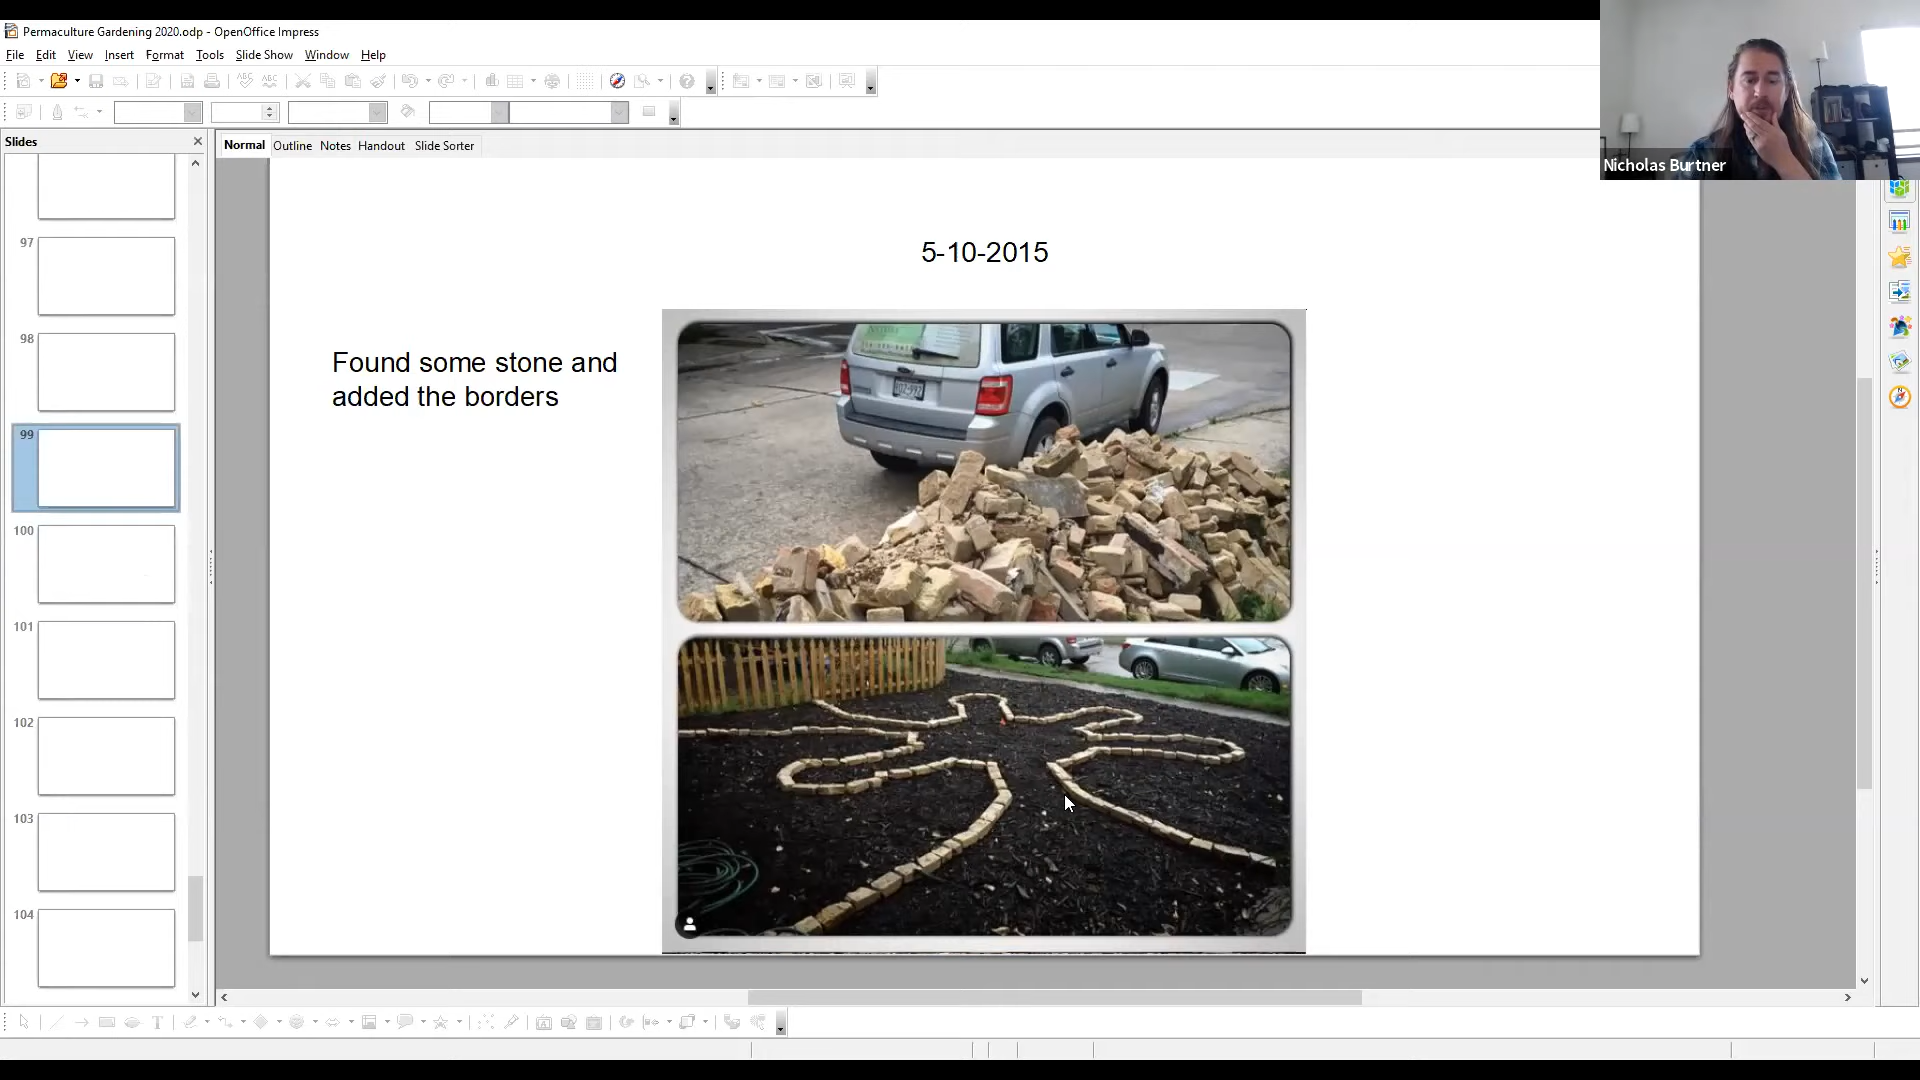 Permaculture Gardening 2020.odp - OpenOffice Impress
File Edit View Insert Format Tools Slide Show Window Help
Slides
Normal Outline Notes Handout Slide Sorter
Nicholas Burtner
97
98
99
100
101
102
103
104
5-10-2015
Found some stone and
added the borders